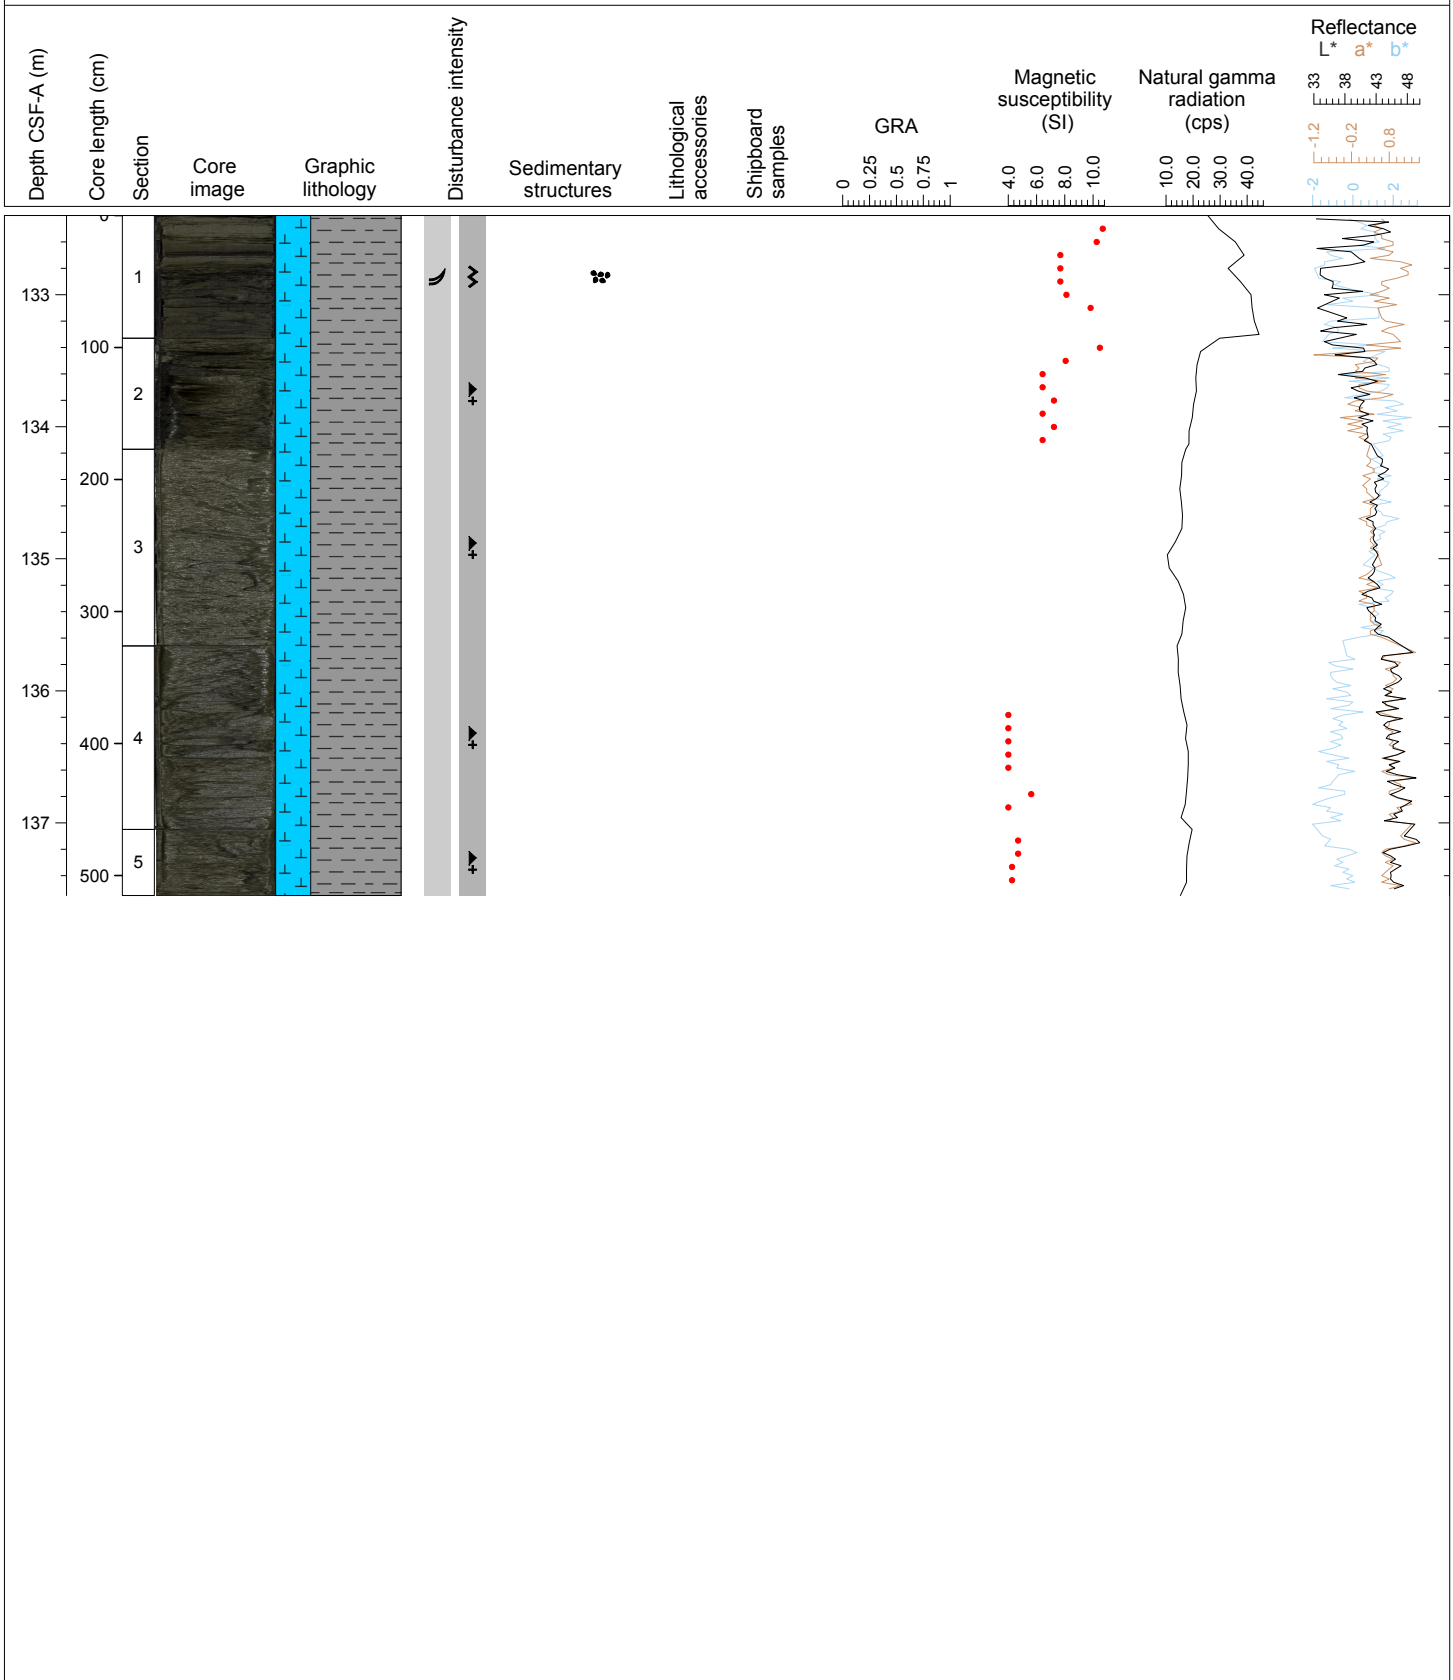 Depth CSF-A (m)
Core length (cm)
Section
Core
image
Graphic
lithology
Disturbance intensity
Sedimentary
structures
Lithological
accessories
Shipboard
samples
GRA
0
0.25
0.5
0.75
1
Magnetic
susceptibility
(SI)
4.0
6.0
8.0
10.0
Natural gamma
radiation
(cps)
10.0
20.0
30.0
40.0
Reflectance
L* a* b*
33
38
43
48
-1.2
-0.2
0.8
-2
0
2
0
1
133
100
2
134
200
3
135
300
136
400
4
137
5
500